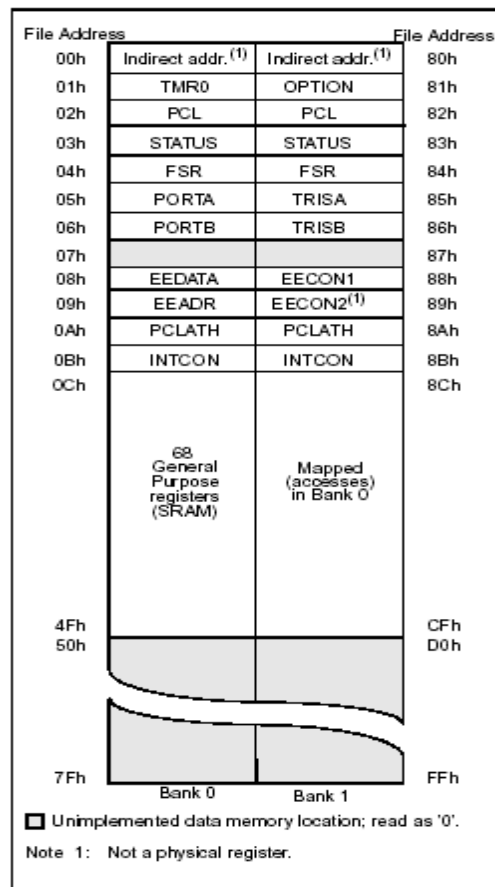 File Address File Address
00h Indirect addr.(1) Indirect addr.(1) 80h
01h TMR0 OPTION 81h
02h PCL PCL 82h
03h STATUS STATUS 83h
04h FSR FSR 84h
05h PORTA TRISA 85h
06h PORTB TRISB 86h
07h 87h
08h EEDATA EECON1 88h
09h EEADR EECON2(1) 89h
0Ah PCLATH PCLATH 8Ah
0Bh INTCON INTCON 8Bh
0Ch 8Ch
68
General
Purpose
registers
(SRAM)
Mapped
(accesses)
in Bank 0
4Fh CFh
50h D0h
7Fh FFh
Bank 0 Bank 1
Unimplemented data memory location; read as '0'.
Note 1: Not a physical register.